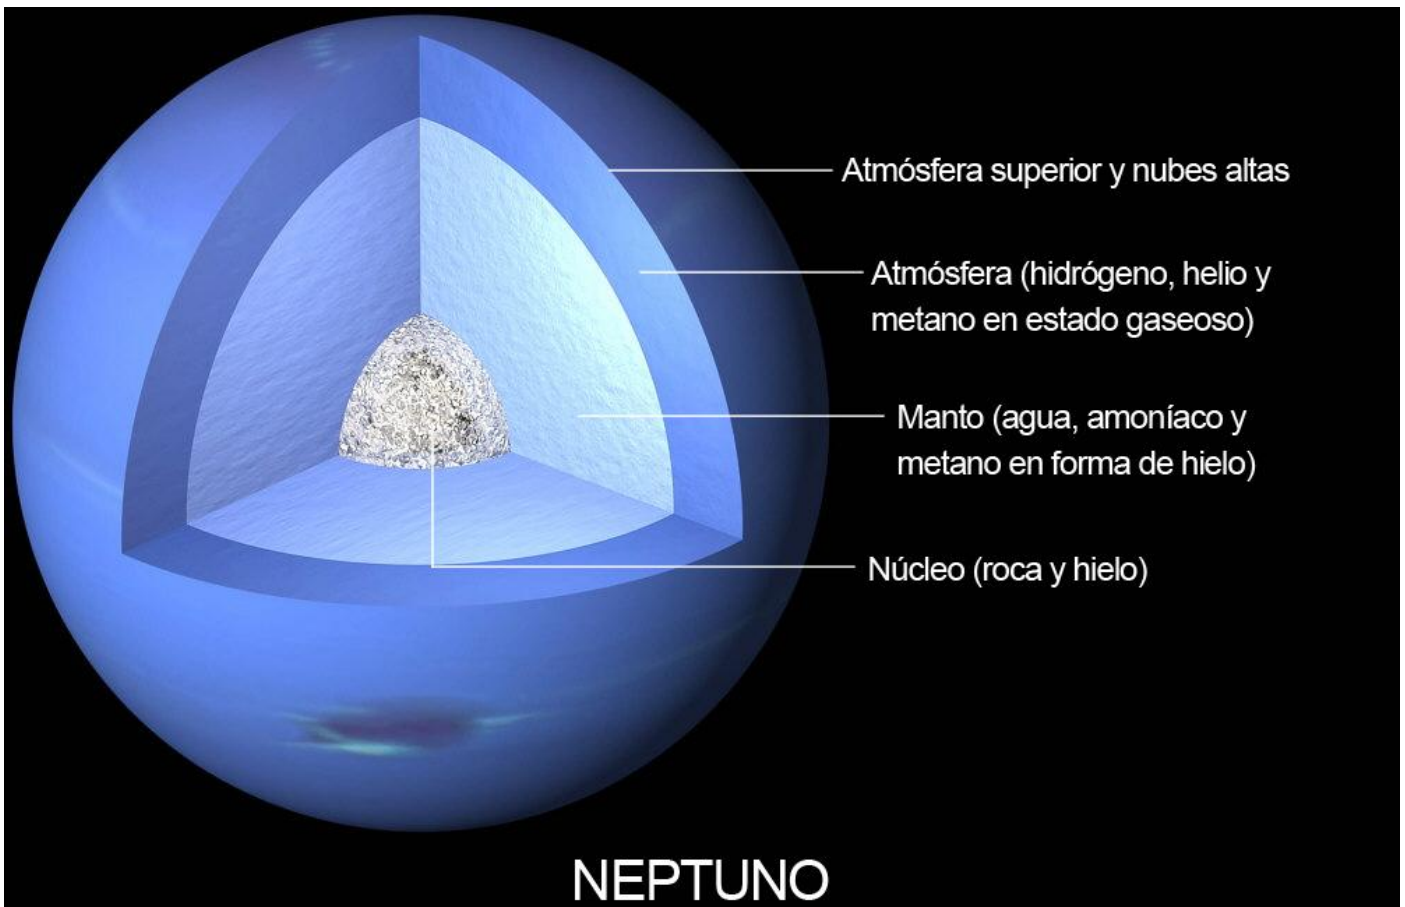 Atmósfera superior y nubes altas
Atmósfera (hidrógeno, helio y
metano en estado gaseoso)
Manto (agua, amoníaco y
metano en forma de hielo)
Núcleo (roca y hielo)
NEPTUNO